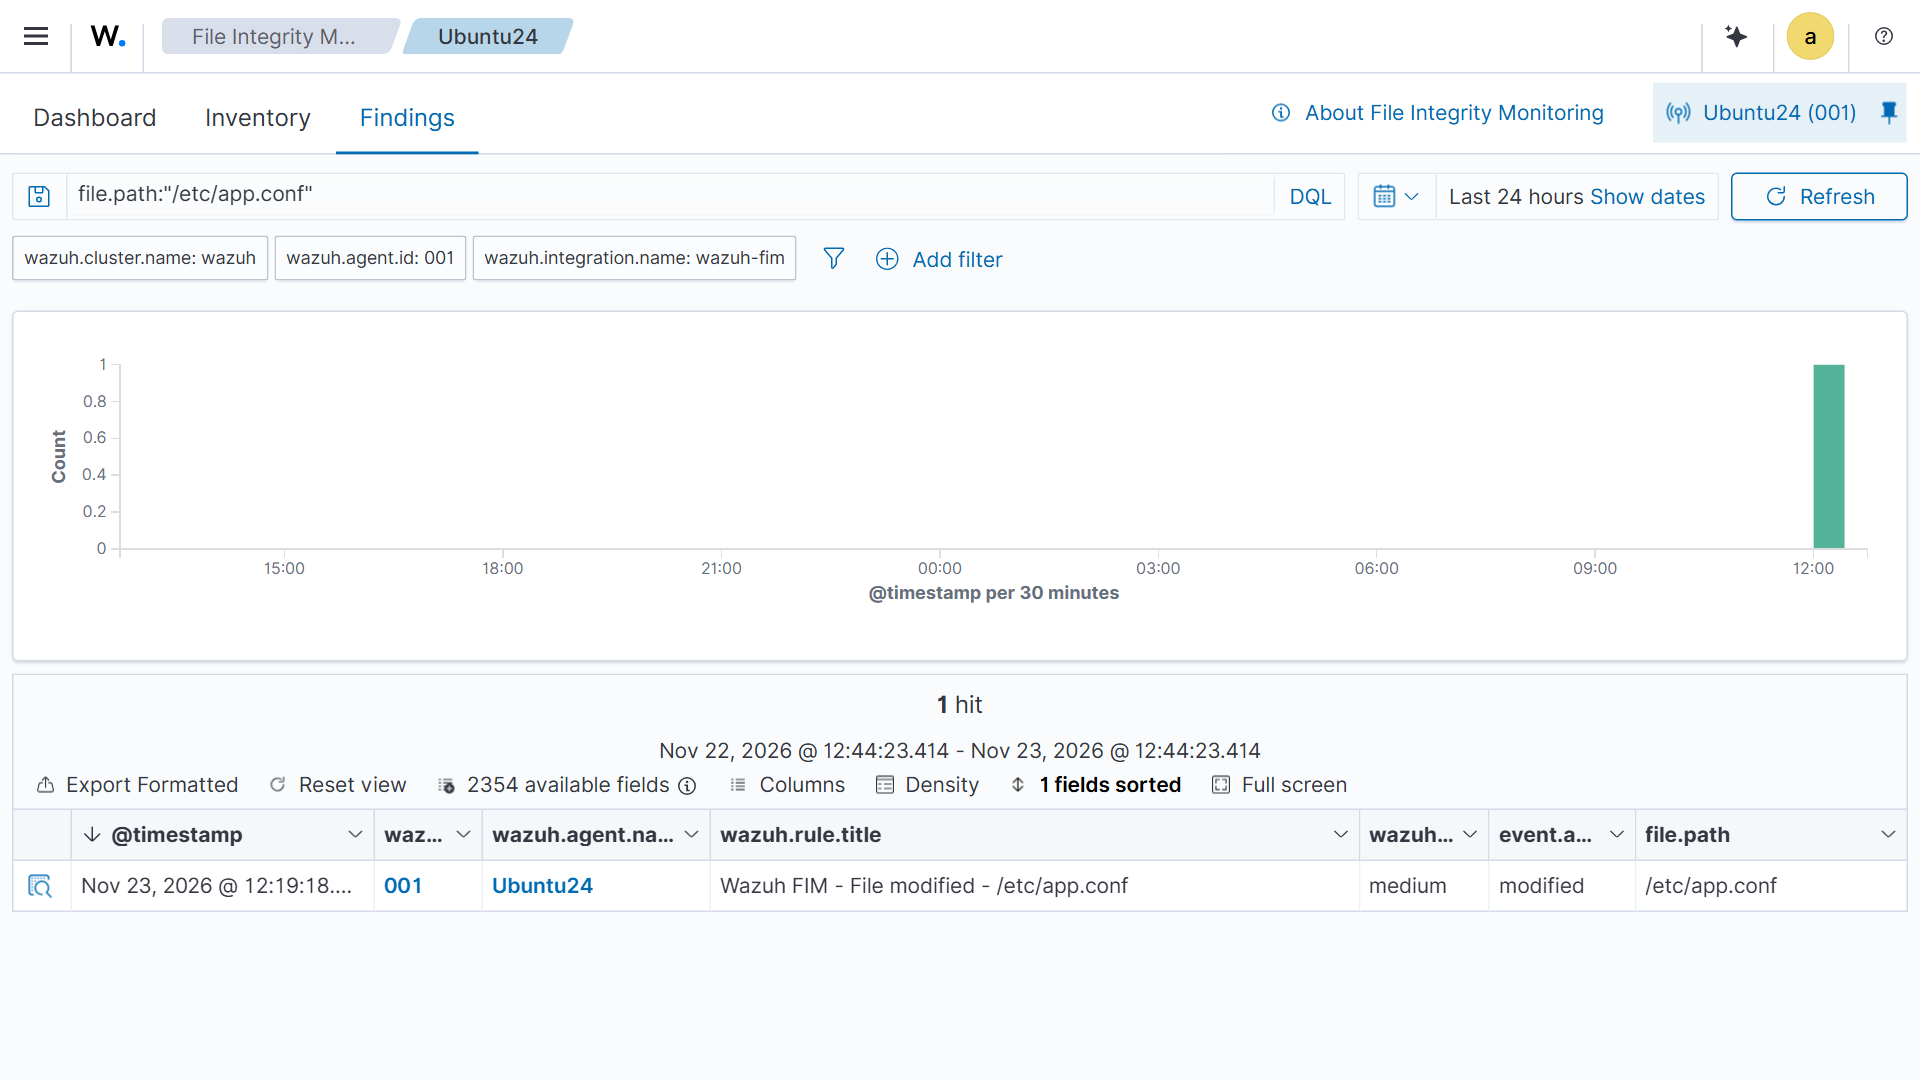 W.
File Integrity M...
Ubuntu24
a
Dashboard
Inventory
Findings
About File Integrity Monitoring
Ubuntu24 (001)
file.path:"/etc/app.conf"
DQL
Last 24 hours Show dates
Refresh
wazuh.cluster.name: wazuh
wazuh.agent.id: 001
wazuh.integration.name: wazuh-fim
Add filter
Count
1
0.8
0.6
0.4
0.2
0
15:00
18:00
21:00
00:00
03:00
06:00
09:00
12:00
@timestamp per 30 minutes
1 hit
Nov 22, 2026 @ 12:44:23.414 - Nov 23, 2026 @ 12:44:23.414
Export Formatted
Reset view
2354 available fields
Columns
Density
1 fields sorted
Full screen
@timestamp
waz...
wazuh.agent.na...
wazuh.rule.title
wazuh...
event.a...
file.path
Nov 23, 2026 @ 12:19:18....
001
Ubuntu24
Wazuh FIM - File modified - /etc/app.conf
medium
modified
/etc/app.conf